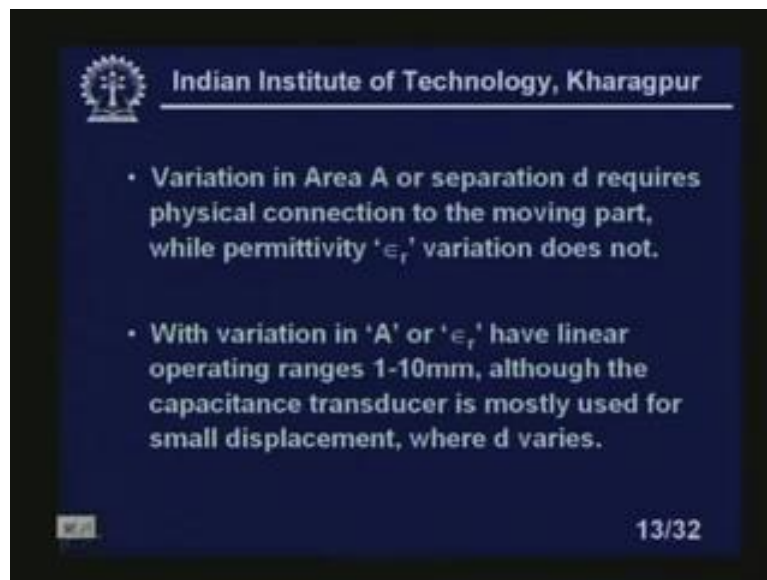 Indian Institute of Technology, Kharagpur
• Variation in Area A or separation d requires
physical connection to the moving part,
while permittivity ‘∈r’ variation does not.
• With variation in ‘A’ or ‘∈r’ have linear
operating ranges 1-10mm, although the
capacitance transducer is mostly used for
small displacement, where d varies.
13/32